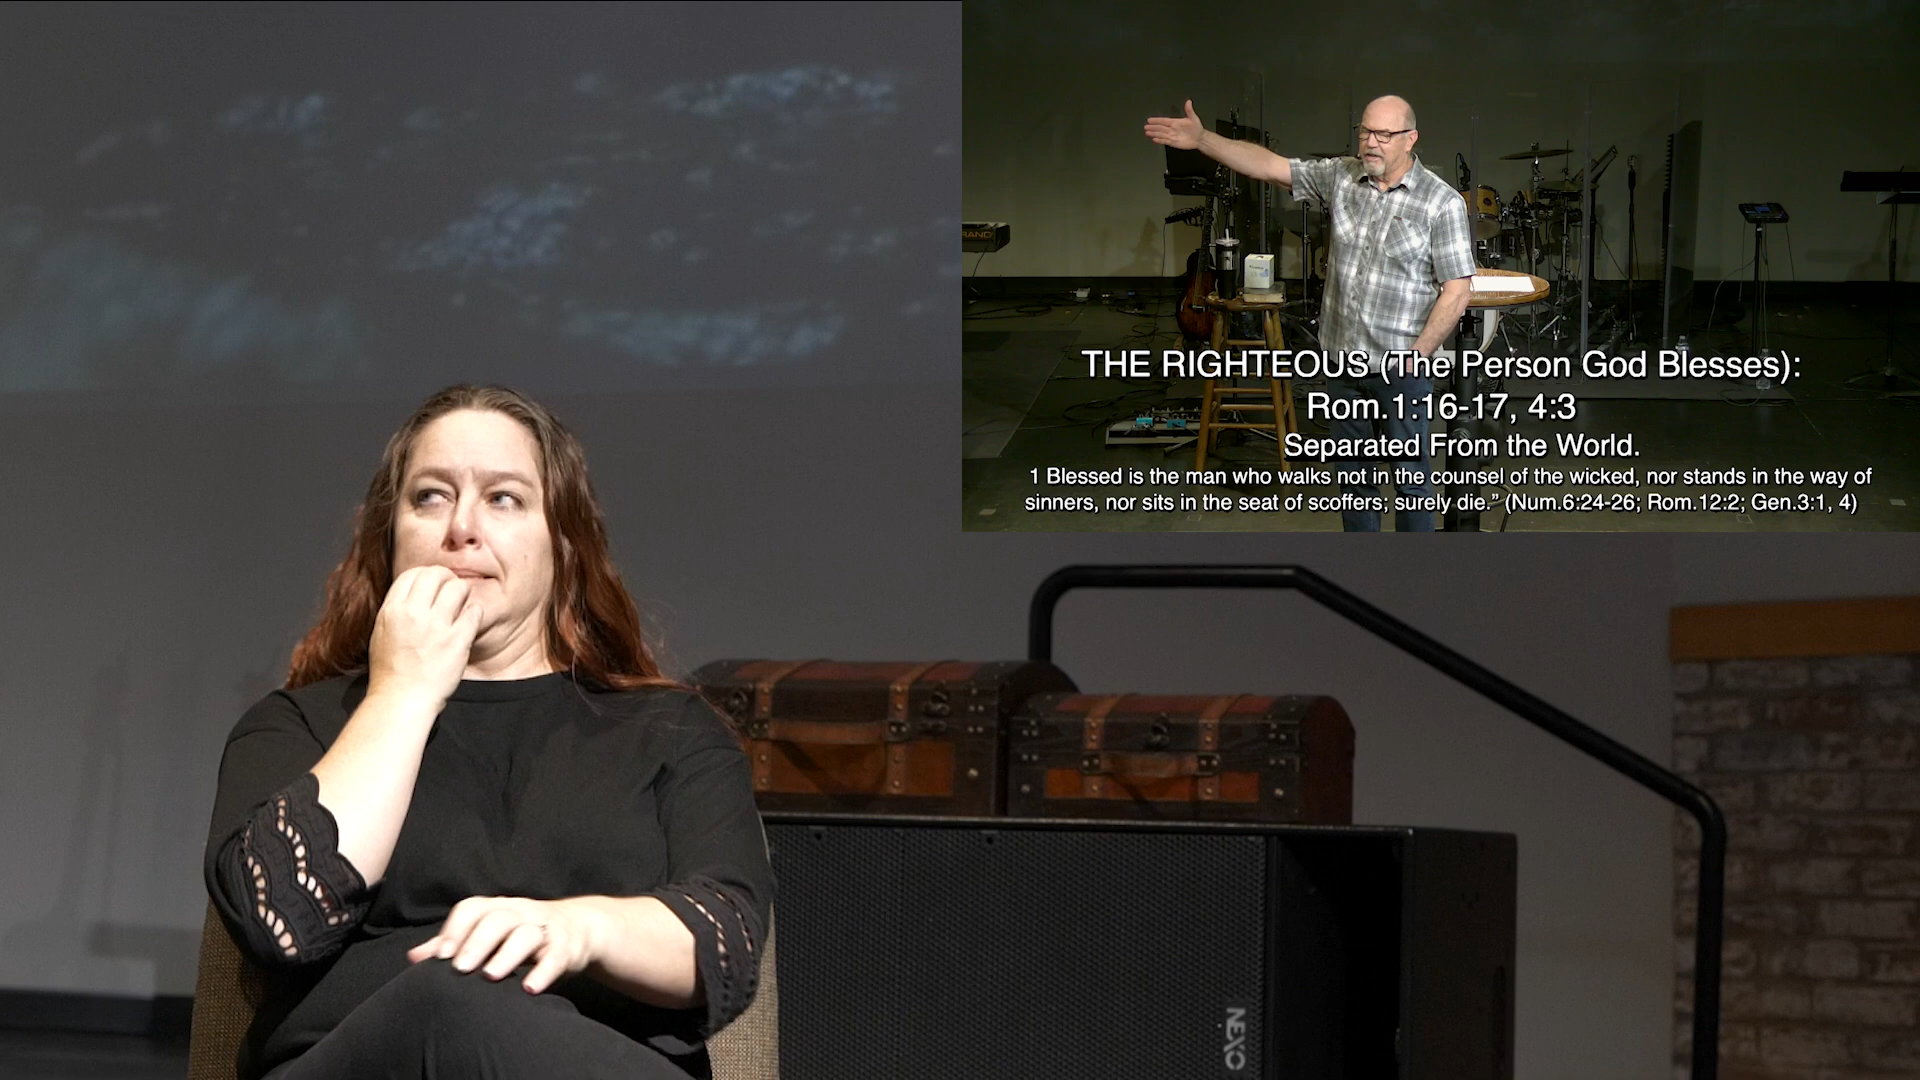 THE RIGHTEOUS (The Person God Blesses):
Rom.1:16-17, 4:3
Separated From the World.
1 Blessed is the man who walks not in the counsel of the wicked, nor stands in the way of
sinners, nor sits in the seat of scoffers; surely die.” (Num.6:24-26; Rom.12:2; Gen.3:1, 4)
NEXO